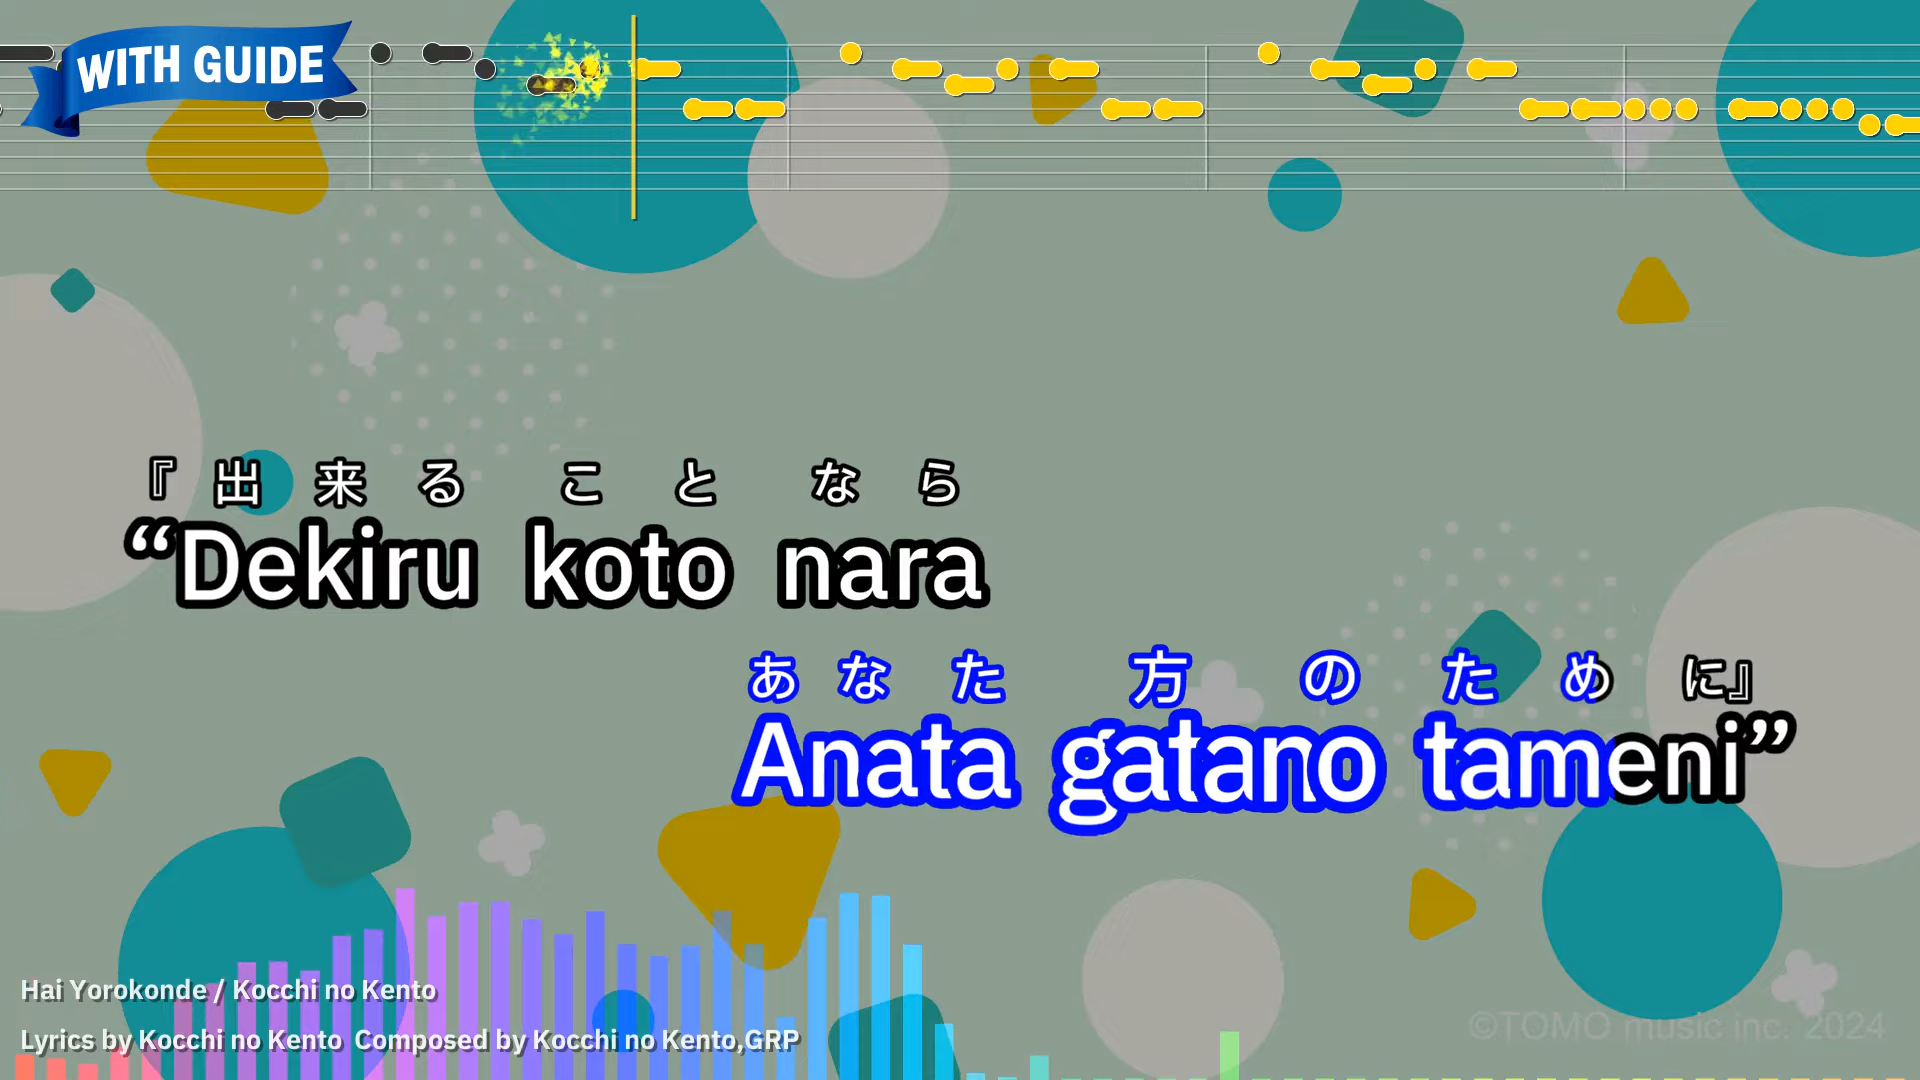 WITH GUIDE
『出来ることなら
“Dekiru koto nara
あなた方のために』
Anata gatano tameni”
Hai Yorokonde / Kocchi no Kento
Lyrics by Kocchi no Kento Composed by Kocchi no Kento,GRP
©TOMO music inc. 2024